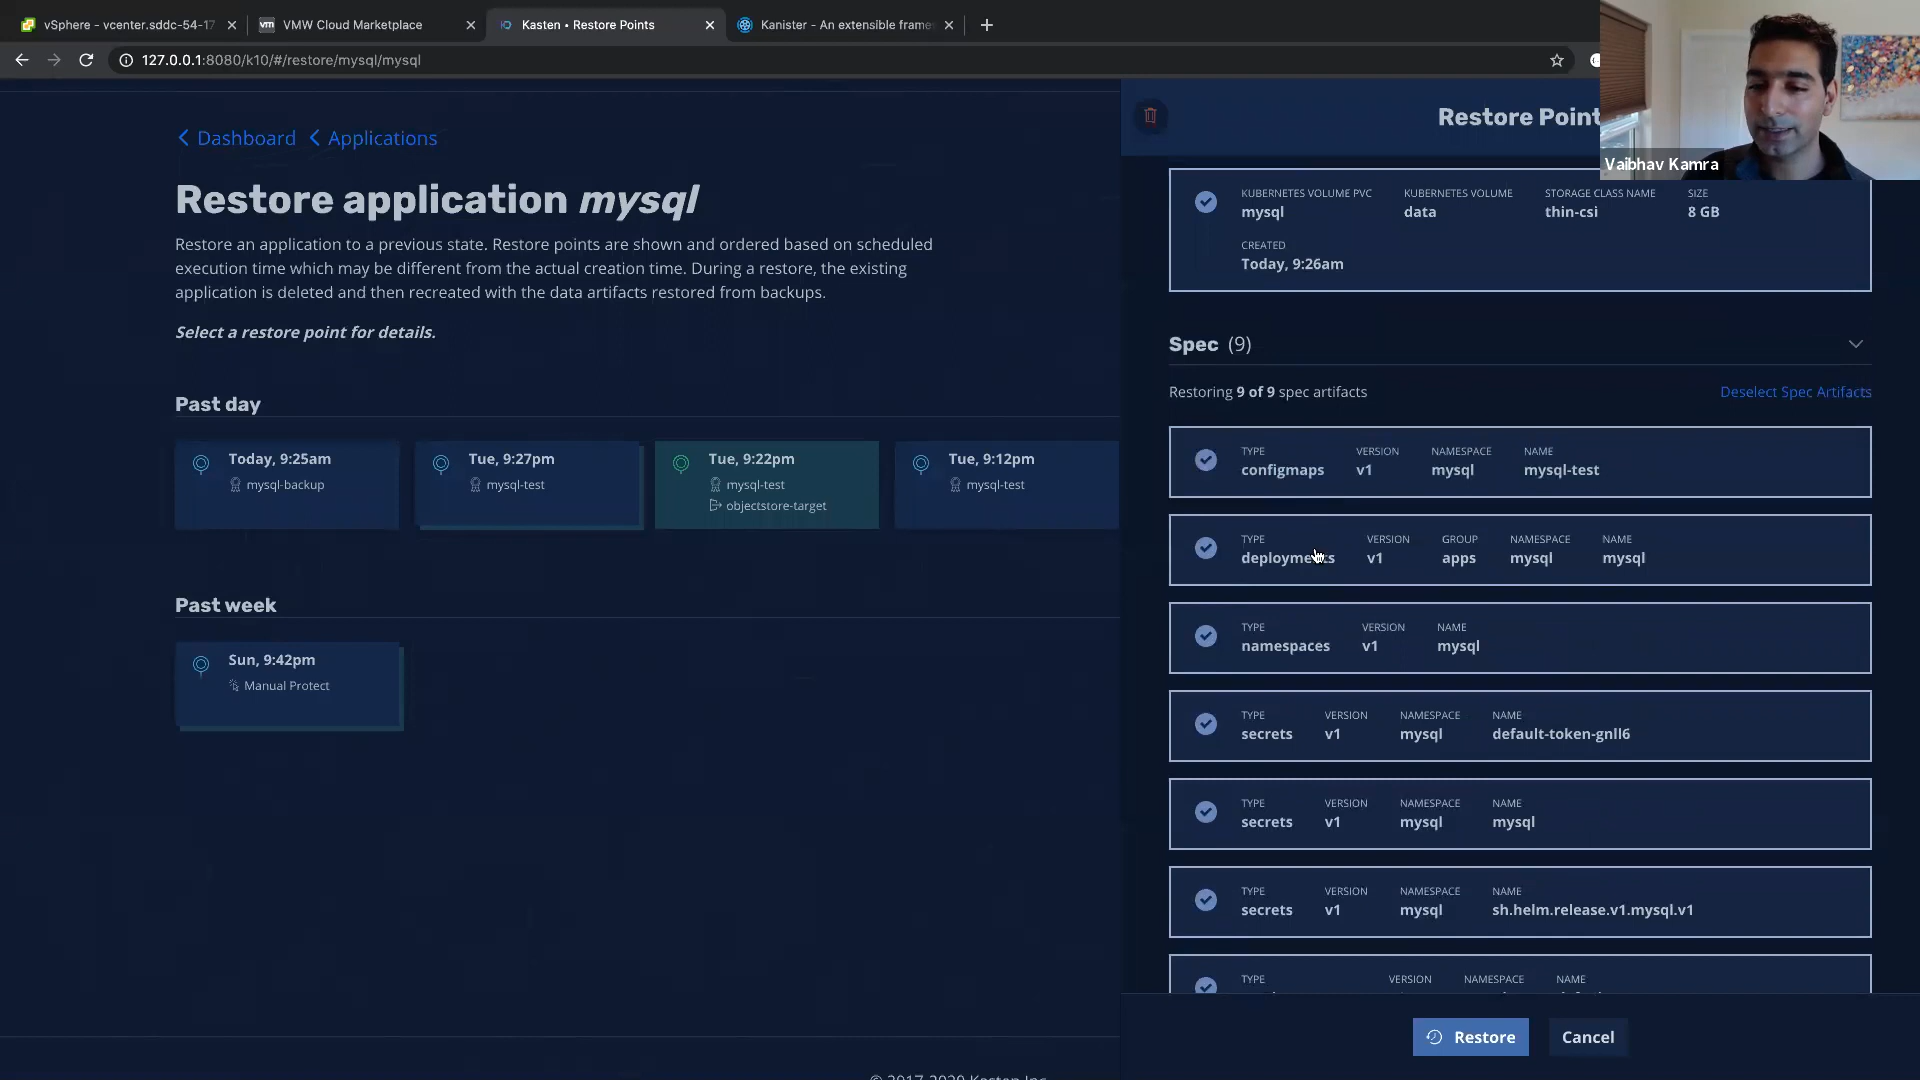 vSphere - vcenter.sddc-54-17
VMW Cloud Marketplace
Kasten • Restore Points
Kanister - An extensible frame
127.0.0.1:8080/k10/#/restore/mysql/mysql
Dashboard
Applications
Restore application mysql
Restore an application to a previous state. Restore points are shown and ordered based on scheduled
execution time which may be different from the actual creation time. During a restore, the existing
application is deleted and then recreated with the data artifacts restored from backups.
Select a restore point for details.
Past day
Today, 9:25am
mysql-backup
Tue, 9:27pm
mysql-test
Tue, 9:22pm
mysql-test
objectstore-target
Tue, 9:12pm
mysql-test
Past week
Sun, 9:42pm
Manual Protect
Restore Point
Vaibhav Kamra
KUBERNETES VOLUME PVC KUBERNETES VOLUME STORAGE CLASS NAME SIZE
mysql data thin-csi 8 GB
CREATED
Today, 9:26am
Spec (9)
Restoring 9 of 9 spec artifacts
Deselect Spec Artifacts
TYPE VERSION NAMESPACE NAME
configmaps v1 mysql mysql-test
TYPE VERSION GROUP NAMESPACE NAME
deployments v1 apps mysql mysql
TYPE VERSION NAME
namespaces v1 mysql
TYPE VERSION NAMESPACE NAME
secrets v1 mysql default-token-gnll6
TYPE VERSION NAMESPACE NAME
secrets v1 mysql mysql
TYPE VERSION NAMESPACE NAME
secrets v1 mysql sh.helm.release.v1.mysql.v1
TYPE VERSION NAMESPACE NAME
Restore
Cancel
© 2017-2020 Kasten Inc